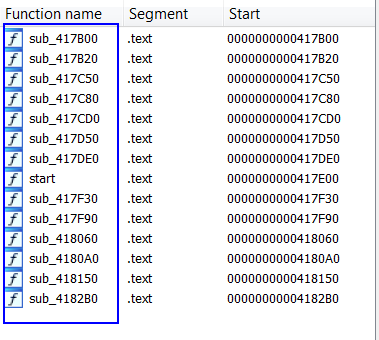 Function name Segment Start
f sub_417B00 .text 0000000000417B00
f sub_417B20 .text 0000000000417B20
f sub_417C50 .text 0000000000417C50
f sub_417C80 .text 0000000000417C80
f sub_417CD0 .text 0000000000417CD0
f sub_417D50 .text 0000000000417D50
f sub_417DE0 .text 0000000000417DE0
f start .text 0000000000417E00
f sub_417F30 .text 0000000000417F30
f sub_417F90 .text 0000000000417F90
f sub_418060 .text 0000000000418060
f sub_4180A0 .text 00000000004180A0
f sub_418150 .text 0000000000418150
f sub_4182B0 .text 00000000004182B0